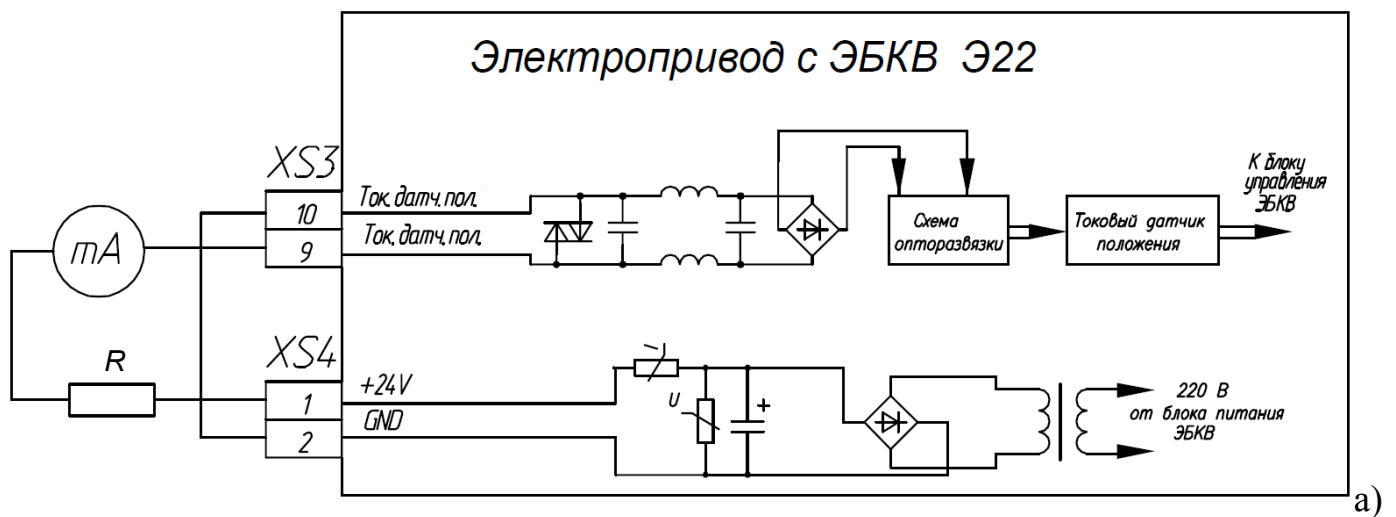 Электропривод с ЭБКВ Э22
XS3
10
9
Ток. датч. пол.
Ток. датч. пол.
mA
R
Схема
опторазвязки
Токовый датчик
положения
К блоку
управления
ЭБКВ
XS4
1
2
+24V
GND
U
+
220 В
от блока питания
ЭБКВ
а)